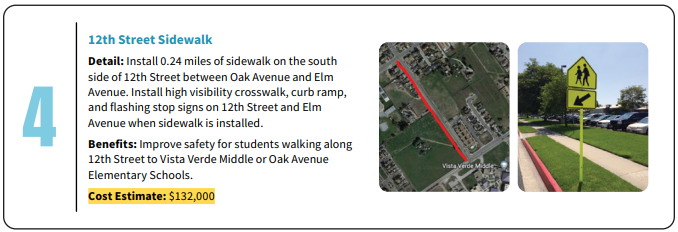 4
12th Street Sidewalk
Detail: Install 0.24 miles of sidewalk on the south
side of 12th Street between Oak Avenue and Elm
Avenue. Install high visibility crosswalk, curb ramp,
and flashing stop signs on 12th Street and Elm
Avenue when sidewalk is installed.
Benefits: Improve safety for students walking along
12th Street to Vista Verde Middle or Oak Avenue
Elementary Schools.
Cost Estimate: $132,000
Vista Verde Middle